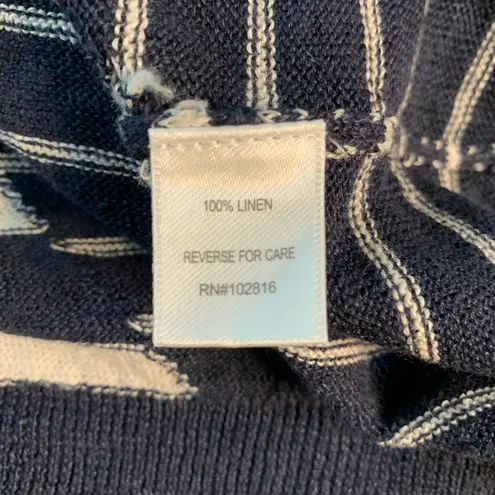 100% LINEN
REVERSE FOR CARE
RN#102816